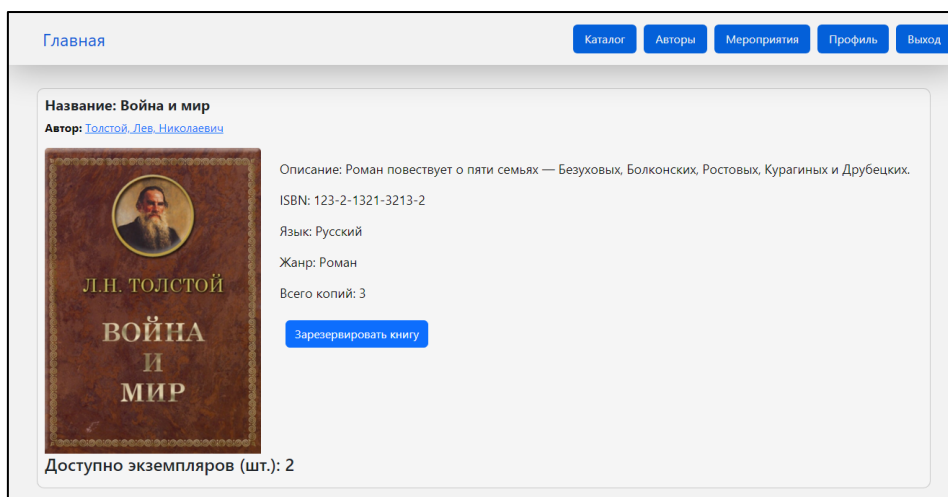 Главная
Каталог
Авторы
Мероприятия
Профиль
Выход
Название: Война и мир
Автор: Толстой, Лев, Николаевич
Л.Н. ТОЛСТОЙ
ВОЙНА
И
МИР
Описание: Роман повествует о пяти семьях — Безуховых, Болконских, Ростовых, Курагиных и Друбецких.
ISBN: 123-2-1321-3213-2
Язык: Русский
Жанр: Роман
Всего копий: 3
Зарезервировать книгу
Доступно экземпляров (шт.): 2